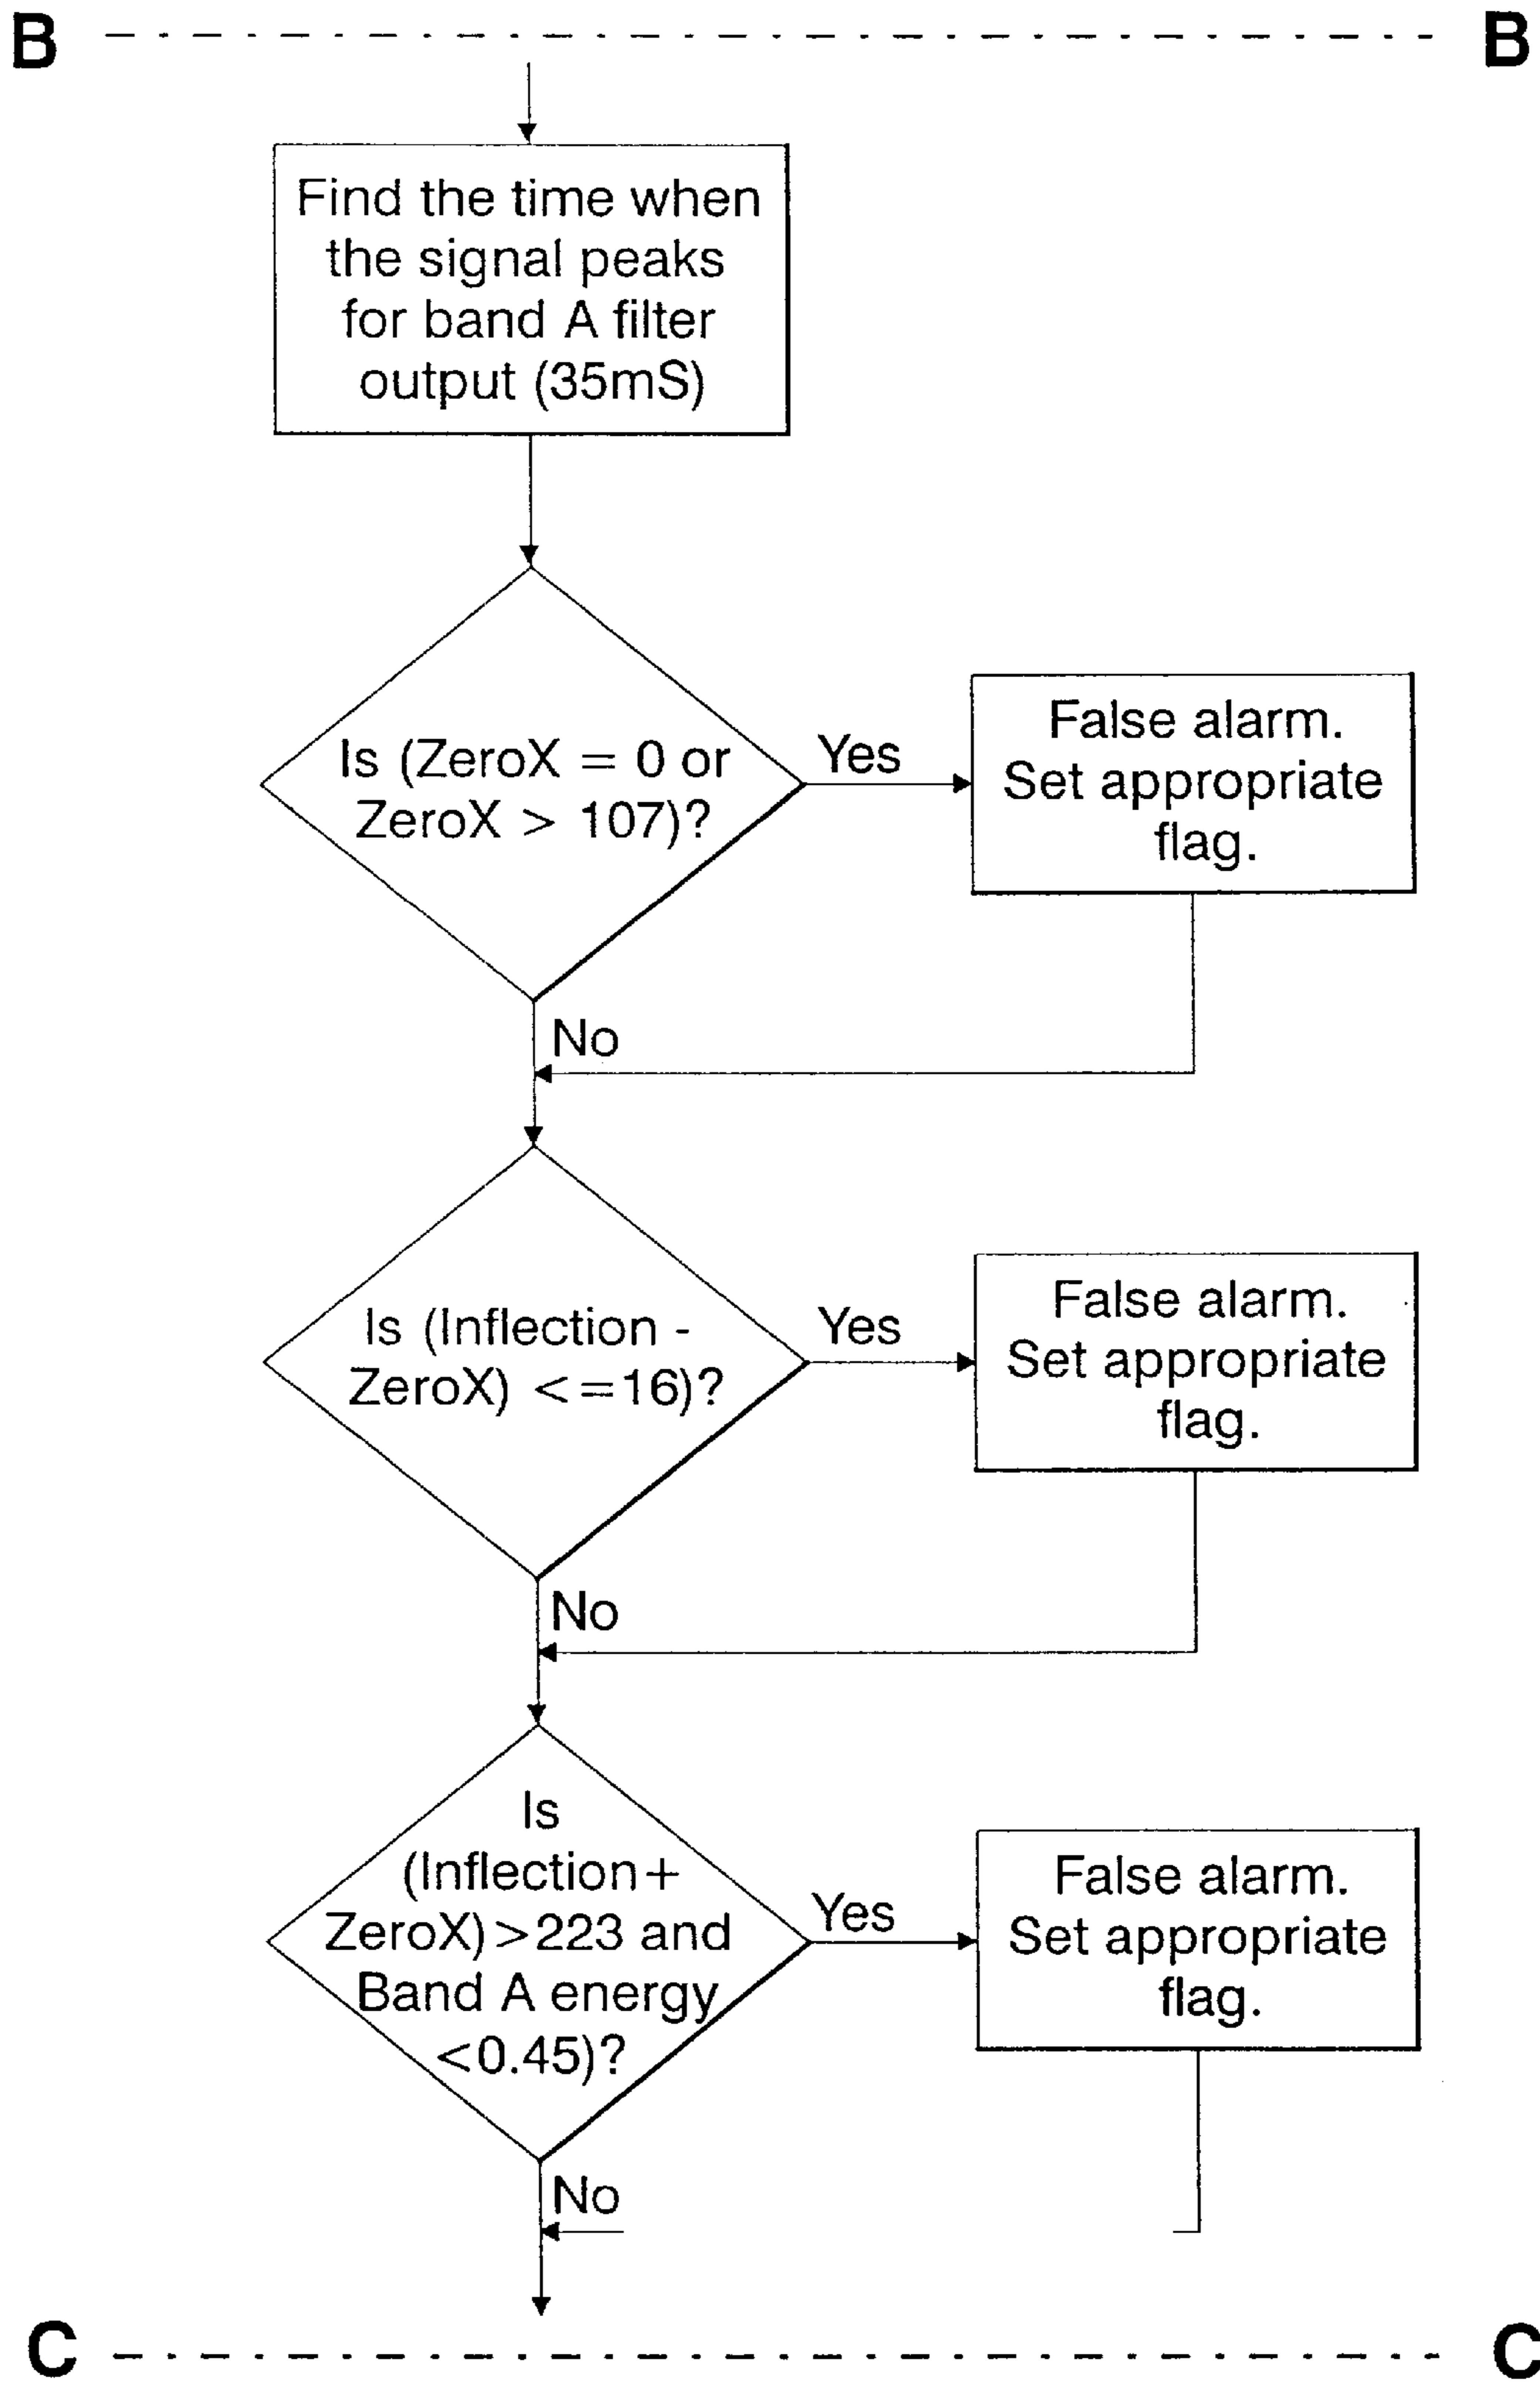 B B
Find the time when
the signal peaks
for band A filter
output (35mS)
Is (ZeroX = 0 or
ZeroX > 107)?
Yes
False alarm.
Set appropriate
flag.
No
Is (Inflection -
ZeroX) <=16)?
Yes
False alarm.
Set appropriate
flag.
No
Is
(Inflection+
ZeroX)>223 and
Band A energy
<0.45)?
Yes
False alarm.
Set appropriate
flag.
No
C C